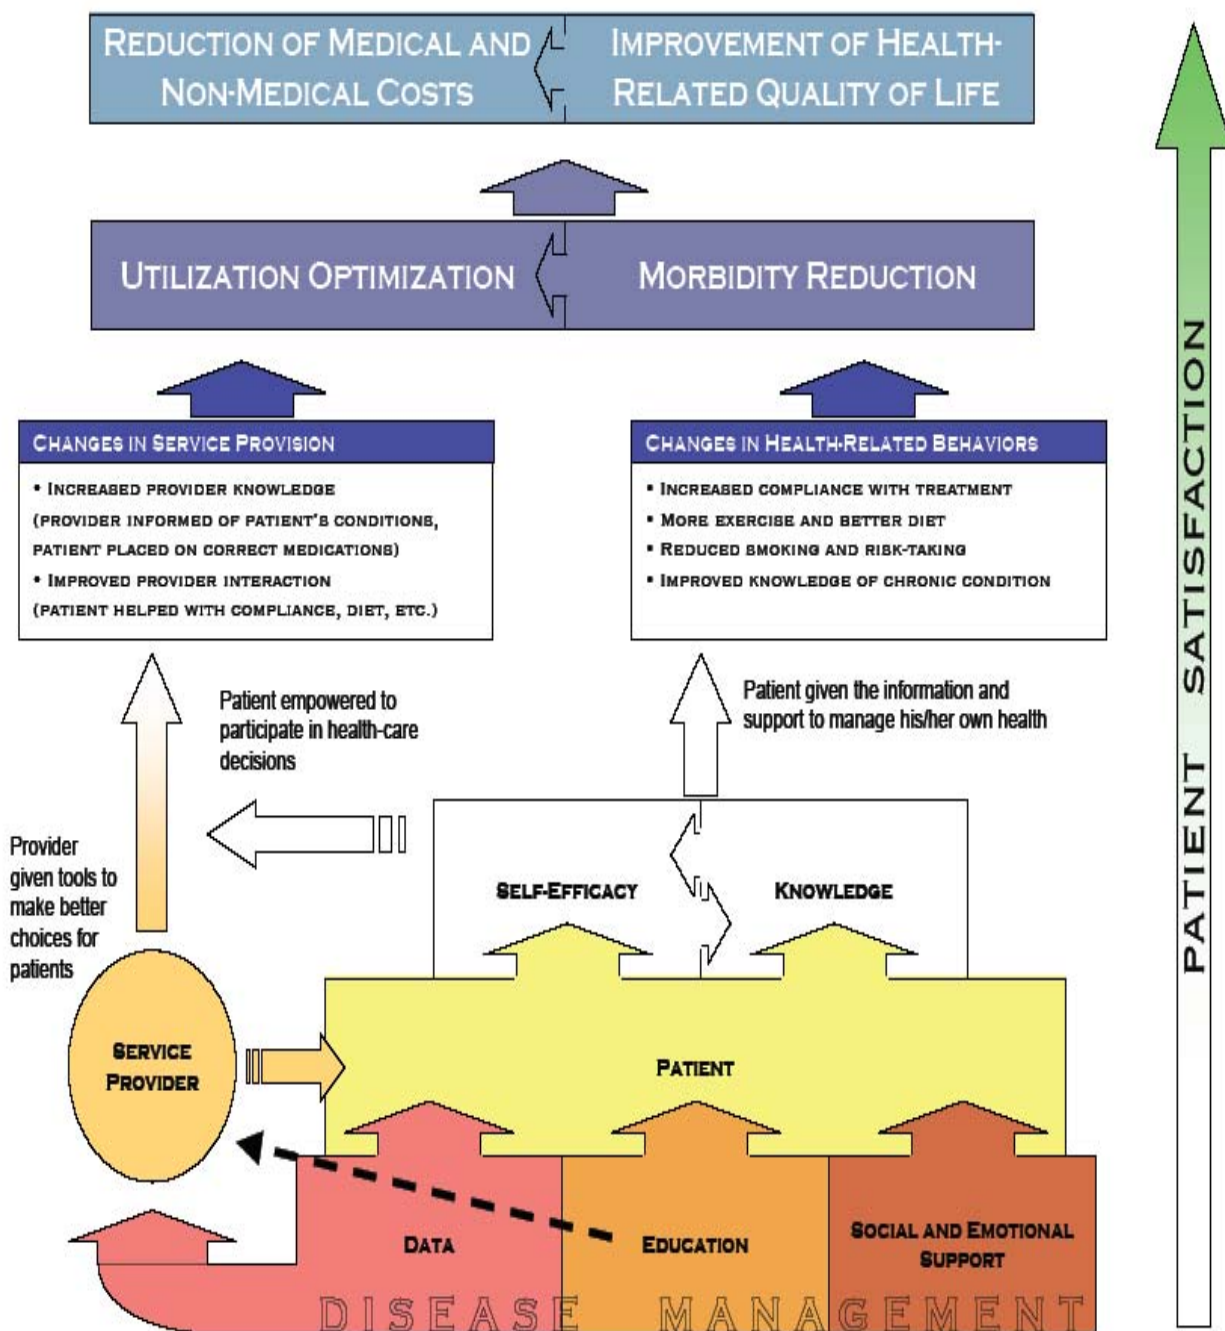 REDUCTION OF MEDICAL AND
NON-MEDICAL COSTS
IMPROVEMENT OF HEALTH-
RELATED QUALITY OF LIFE
UTILIZATION OPTIMIZATION
MORBIDITY REDUCTION
CHANGES IN SERVICE PROVISION
• INCREASED PROVIDER KNOWLEDGE
(PROVIDER INFORMED OF PATIENT'S CONDITIONS,
PATIENT PLACED ON CORRECT MEDICATIONS)
• IMPROVED PROVIDER INTERACTION
(PATIENT HELPED WITH COMPLIANCE, DIET, ETC.)
CHANGES IN HEALTH-RELATED BEHAVIORS
▪ INCREASED COMPLIANCE WITH TREATMENT
▪ MORE EXERCISE AND BETTER DIET
▪ REDUCED SMOKING AND RISK-TAKING
▪ IMPROVED KNOWLEDGE OF CHRONIC CONDITION
Patient empowered to
participate in health-care
decisions
Patient given the information and
support to manage his/her own health
Provider
given tools to
make better
choices for
patients
SELF-EFFICACY
KNOWLEDGE
SERVICE
PROVIDER
PATIENT
DATA
EDUCATION
SOCIAL AND EMOTIONAL
SUPPORT
DISEASE MANAGEMENT
PATIENT SATISFACTION